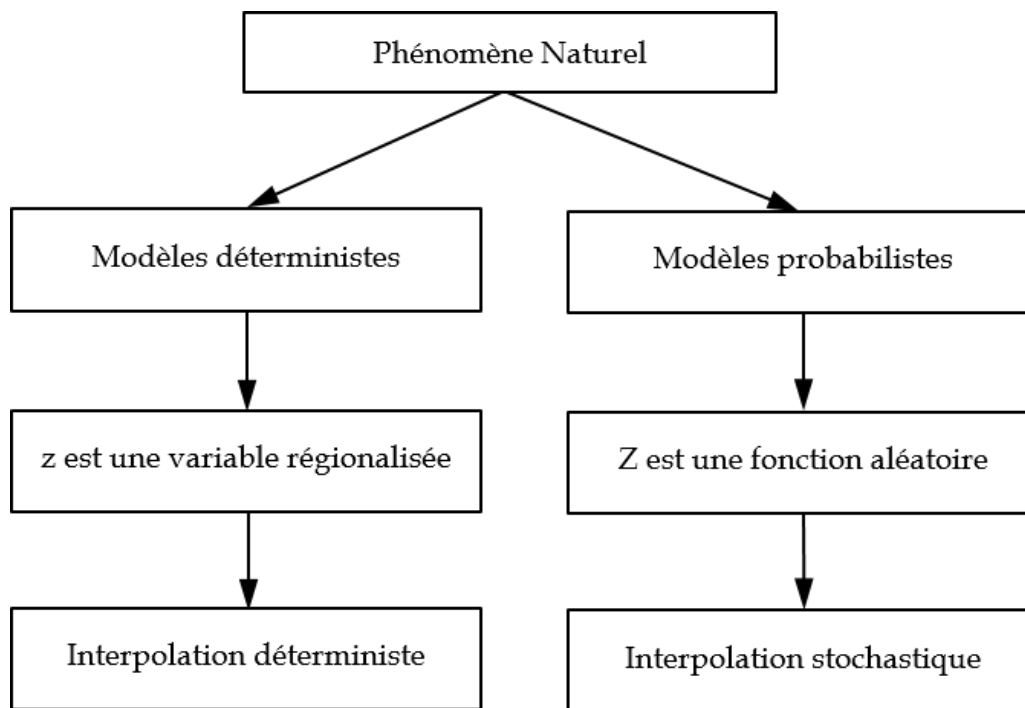 Phénomène Naturel
Modèles déterministes
Modèles probabilistes
z est une variable régionalisée
Z est une fonction aléatoire
Interpolation déterministe
Interpolation stochastique